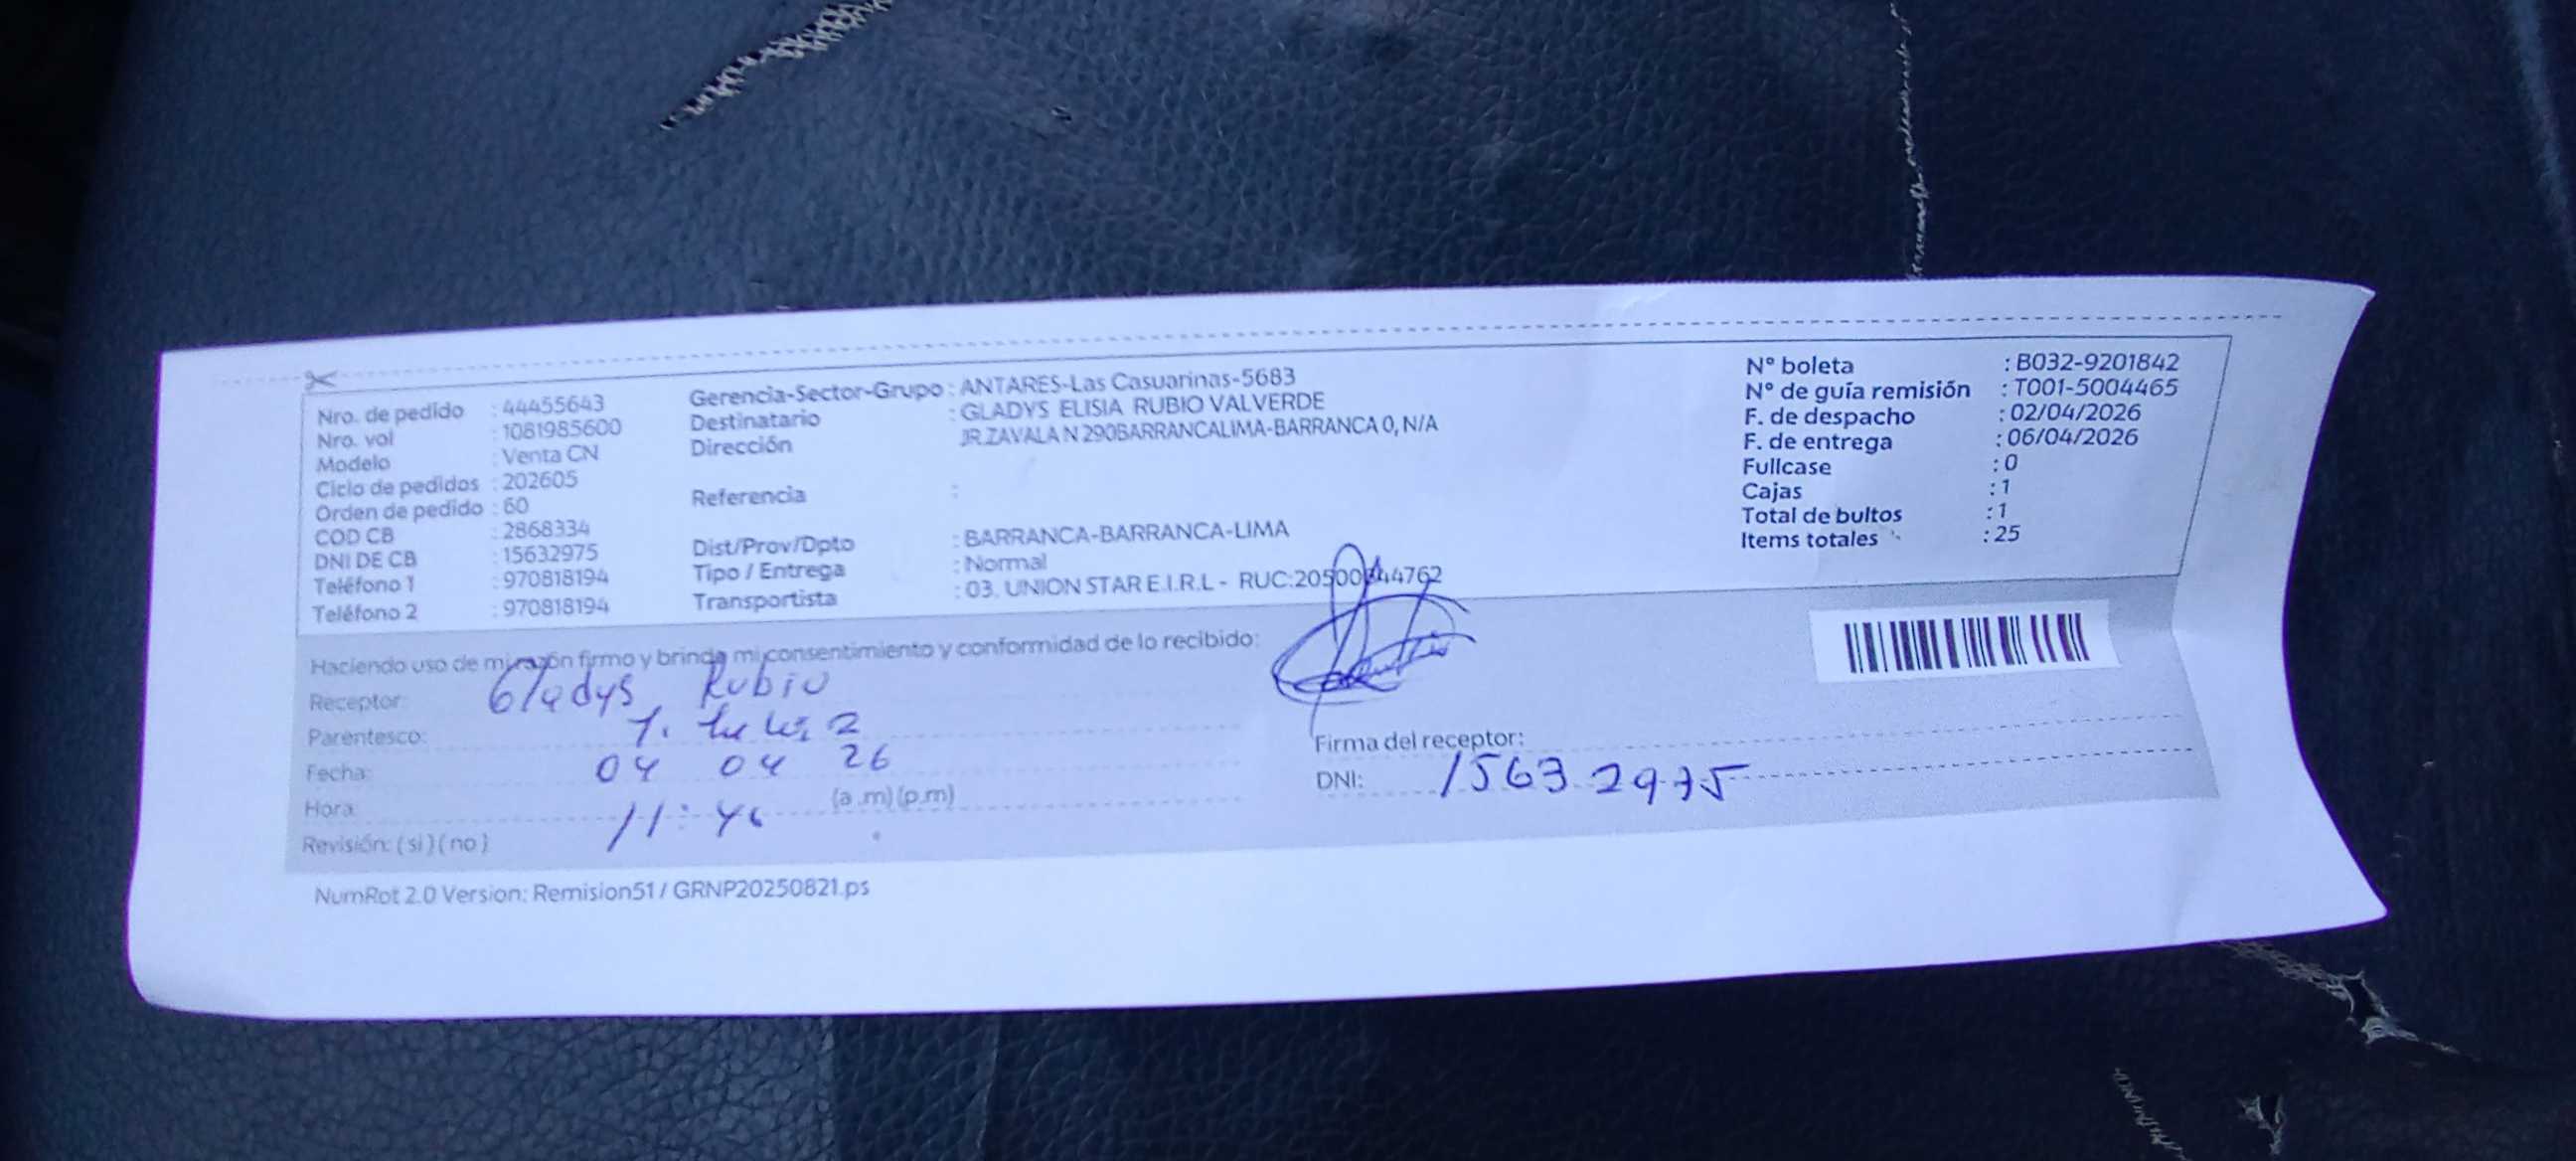 Nro. de pedido : 44455643
Nro. vol : 1081985600
Modelo : Venta CN
Ciclo de pedidos : 202605
Orden de pedido : 60
COD CB : 2868334
DNI DE CB : 15632975
Teléfono 1 : 970818194
Teléfono 2 : 970818194
Gerencia-Sector-Grupo : ANTARES-Las Casuarinas-5683
Destinatario : GLADYS ELISIA RUBIO VALVERDE
Dirección JR.ZAVALA N 290BARRANCALIMA-BARRANCA 0, N/A
Referencia :
Dist/Prov/Dpto : BARRANCA-BARRANCA-LIMA
Tipo / Entrega : Normal
Transportista : 03. UNION STAR E.I.R.L - RUC:20500 44762
N° boleta : B032-9201842
N° de guía remisión : T001-5004465
F. de despacho : 02/04/2026
F. de entrega : 06/04/2026
Fullcase : 0
Cajas : 1
Total de bultos : 1
Items totales : 25
Haciendo uso de mi razón firmo y brindo mi consentimiento y conformidad de lo recibido:
Receptor: Gladys Rubio
Parentesco:
Fecha: 04 04 26
Hora: 11:46 (a.m) (p.m)
Revisión: ( si ) ( no )
Firma del receptor:
DNI: 15632975
NumRot 2.0 Version: Remision51 / GRNP20250821.ps